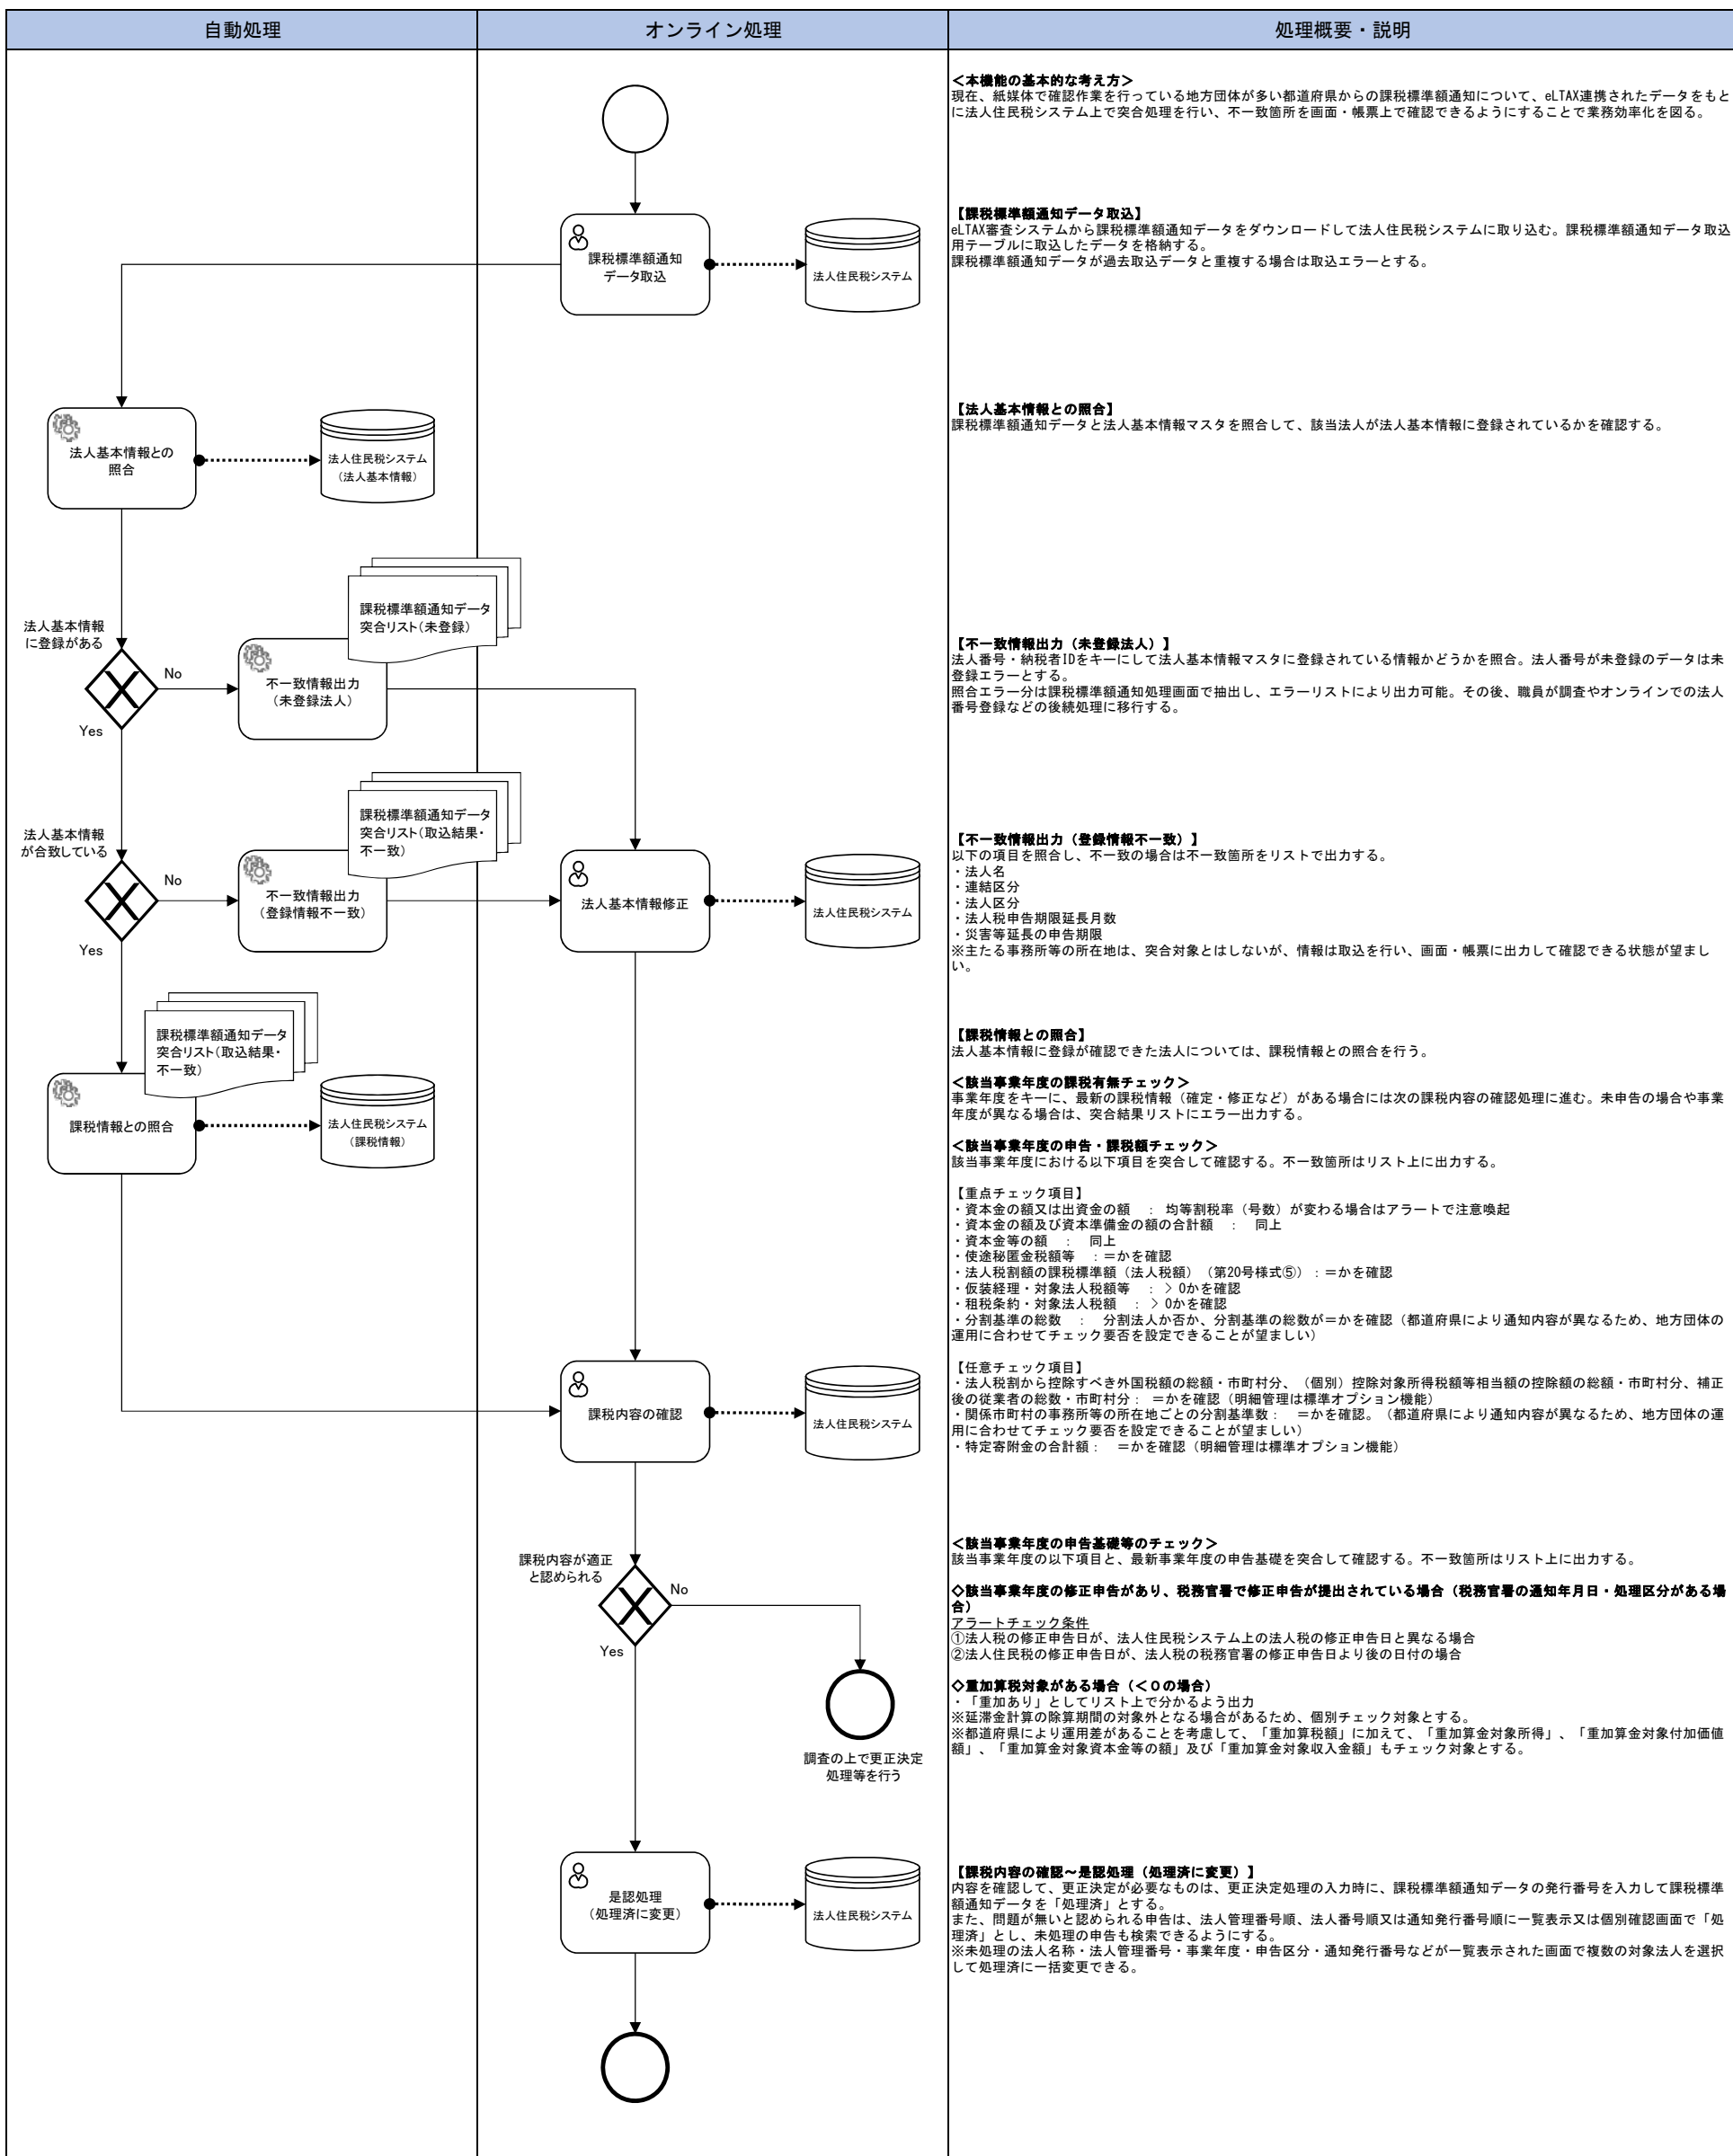 自動処理
オンライン処理
処理概要・説明
課税標準額通知
データ取込
法人住民税システム
法人基本情報との
照合
法人住民税システム
（法人基本情報）
課税標準額通知データ
突合リスト（未登録）
法人基本情報
に登録がある
No
Yes
不一致情報出力
（未登録法人）
課税標準額通知データ
突合リスト（取込結果・
不一致）
法人基本情報
が合致している
No
Yes
不一致情報出力
（登録情報不一致）
法人基本情報修正
法人住民税システム
課税標準額通知データ
突合リスト（取込結果・
不一致）
課税情報との照合
法人住民税システム
（課税情報）
課税内容の確認
法人住民税システム
課税内容が適正
と認められる
No
Yes
調査の上で更正決定
処理等を行う
是認処理
（処理済に変更）
法人住民税システム
＜本機能の基本的な考え方＞
現在、紙媒体で確認作業を行っている地方団体が多い都道府県からの課税標準額通知について、eLTAX連携されたデータをもと
に法人住民税システム上で突合処理を行い、不一致箇所を画面・帳票上で確認できるようにすることで業務効率化を図る。
【課税標準額通知データ取込】
eLTAX審査システムから課税標準額通知データをダウンロードして法人住民税システムに取り込む。課税標準額通知データ取込
用テーブルに取込したデータを格納する。
課税標準額通知データが過去取込データと重複する場合は取込エラーとする。
【法人基本情報との照合】
課税標準額通知データと法人基本情報マスタを照合して、該当法人が法人基本情報に登録されているかを確認する。
【不一致情報出力（未登録法人）】
法人番号・納税者IDをキーにして法人基本情報マスタに登録されている情報かどうかを照合。法人番号が未登録のデータは未
登録エラーとする。
照合エラー分は課税標準額通知処理画面で抽出し、エラーリストにより出力可能。その後、職員が調査やオンラインでの法人
番号登録などの後続処理に移行する。
【不一致情報出力（登録情報不一致）】
以下の項目を照合し、不一致の場合は不一致箇所をリストで出力する。
・法人名
・連結区分
・法人区分
・法人税申告期限延長月数
・災害等延長の申告期限
※主たる事務所等の所在地は、突合対象とはしないが、情報は取込を行い、画面・帳票に出力して確認できる状態が望まし
い。
【課税情報との照合】
法人基本情報に登録が確認できた法人については、課税情報との照合を行う。
＜該当事業年度の課税有無チェック＞
事業年度をキーに、最新の課税情報（確定・修正など）がある場合には次の課税内容の確認処理に進む。未申告の場合や事業
年度が異なる場合は、突合結果リストにエラー出力する。
＜該当事業年度の申告・課税額チェック＞
該当事業年度における以下項目を突合して確認する。不一致箇所はリスト上に出力する。
【重点チェック項目】
・資本金の額又は出資金の額　：　均等割税率（号数）が変わる場合はアラートで注意喚起
・資本金の額及び資本準備金の額の合計額　：　同上
・資本金等の額　：　同上
・使途秘匿金税額等　：＝かを確認
・法人税割額の課税標準額（法人税額）（第20号様式⑤）：＝かを確認
・仮装経理・対象法人税額等　：＞0かを確認
・租税条約・対象法人税額　：＞0かを確認
・分割基準の総数　：　分割法人か否か、分割基準の総数が＝かを確認（都道府県により通知内容が異なるため、地方団体の
運用に合わせてチェック要否を設定できることが望ましい）
【任意チェック項目】
・法人税割から控除すべき外国税額の総額・市町村分、（個別）控除対象所得税額等相当額の控除額の総額・市町村分、補正
後の従業者の総数・市町村分：　＝かを確認（明細管理は標準オプション機能）
・関係市町村の事務所等の所在地ごとの分割基準数：　＝かを確認。（都道府県により通知内容が異なるため、地方団体の運
用に合わせてチェック要否を設定できることが望ましい）
・特定寄附金の合計額：　＝かを確認（明細管理は標準オプション機能）
＜該当事業年度の申告基礎等のチェック＞
該当事業年度の以下項目と、最新事業年度の申告基礎を突合して確認する。不一致箇所はリスト上に出力する。
◇該当事業年度の修正申告があり、税務官署で修正申告が提出されている場合（税務官署の通知年月日・処理区分がある場
合）
アラートチェック条件
①法人税の修正申告日が、法人住民税システム上の法人税の修正申告日と異なる場合
②法人住民税の修正申告日が、法人税の税務官署の修正申告日より後の日付の場合
◇重加算税対象がある場合（＜０の場合）
・「重加あり」としてリスト上で分かるよう出力
※延滞金計算の除算期間の対象外となる場合があるため、個別チェック対象とする。
※都道府県により運用差があることを考慮して、「重加算税額」に加えて、「重加算金対象所得」、「重加算金対象付加価値
額」、「重加算金対象資本金等の額」及び「重加算金対象収入金額」もチェック対象とする。
【課税内容の確認～是認処理（処理済に変更）】
内容を確認して、更正決定が必要なものは、更正決定処理の入力時に、課税標準額通知データの発行番号を入力して課税標準
額通知データを「処理済」とする。
また、問題が無いと認められる申告は、法人管理番号順、法人番号順又は通知発行番号順に一覧表示又は個別確認画面で「処
理済」とし、未処理の申告も検索できるようにする。
※未処理の法人名称・法人管理番号・事業年度・申告区分・通知発行番号などが一覧表示された画面で複数の対象法人を選択
して処理済に一括変更できる。